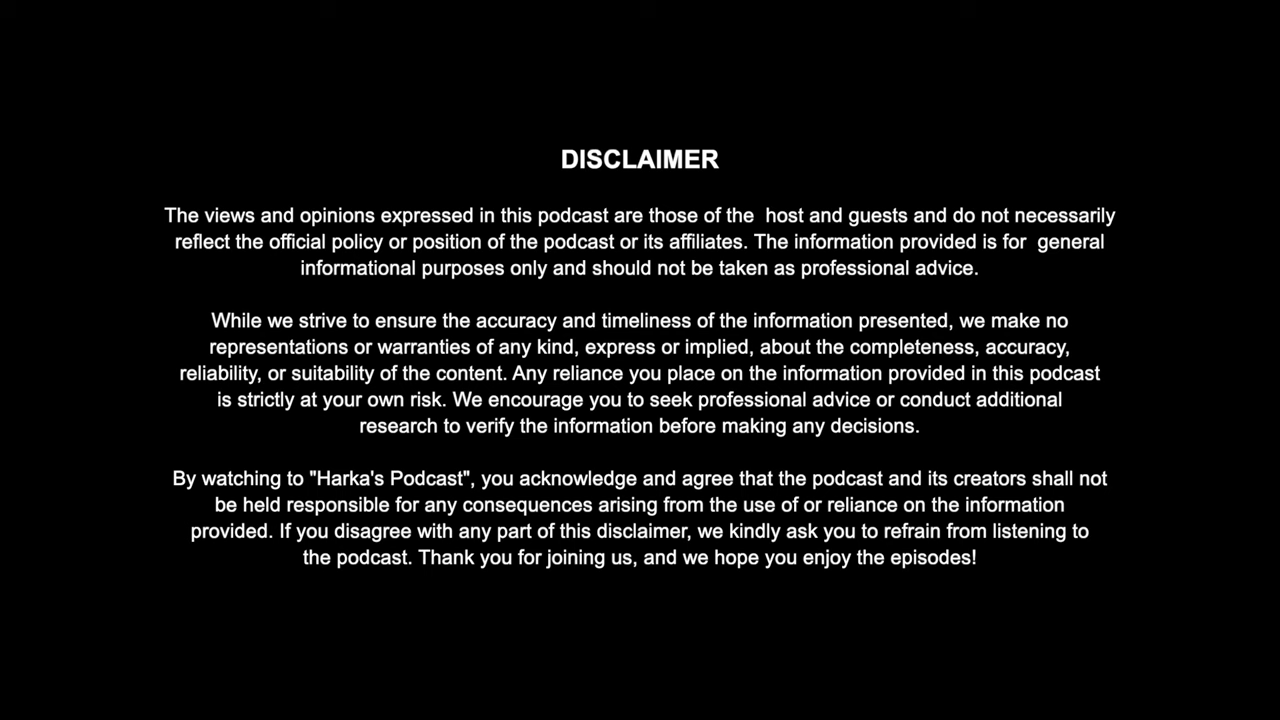 DISCLAIMER
The views and opinions expressed in this podcast are those of the  host and guests and do not necessarily
reflect the official policy or position of the podcast or its affiliates. The information provided is for  general
informational purposes only and should not be taken as professional advice.
While we strive to ensure the accuracy and timeliness of the information presented, we make no
representations or warranties of any kind, express or implied, about the completeness, accuracy,
reliability, or suitability of the content. Any reliance you place on the information provided in this podcast
is strictly at your own risk. We encourage you to seek professional advice or conduct additional
research to verify the information before making any decisions.
By watching to "Harka's Podcast", you acknowledge and agree that the podcast and its creators shall not
be held responsible for any consequences arising from the use of or reliance on the information
provided. If you disagree with any part of this disclaimer, we kindly ask you to refrain from listening to
the podcast. Thank you for joining us, and we hope you enjoy the episodes!